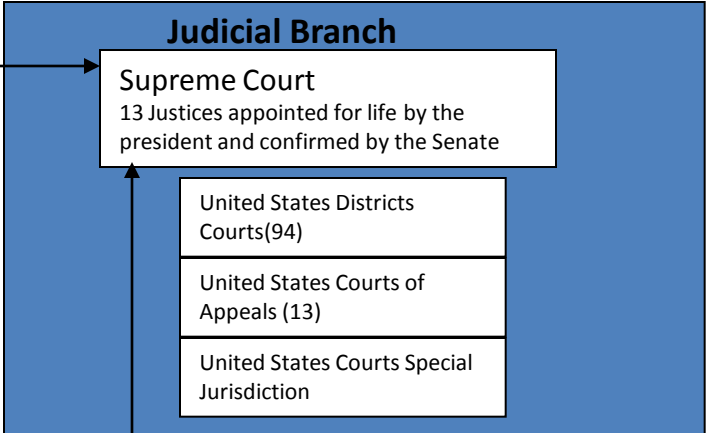 Judicial Branch
Supreme Court
13 Justices appointed for life by the
president and confirmed by the Senate
United States Districts
Courts(94)
United States Courts of
Appeals (13)
United States Courts Special
Jurisdiction